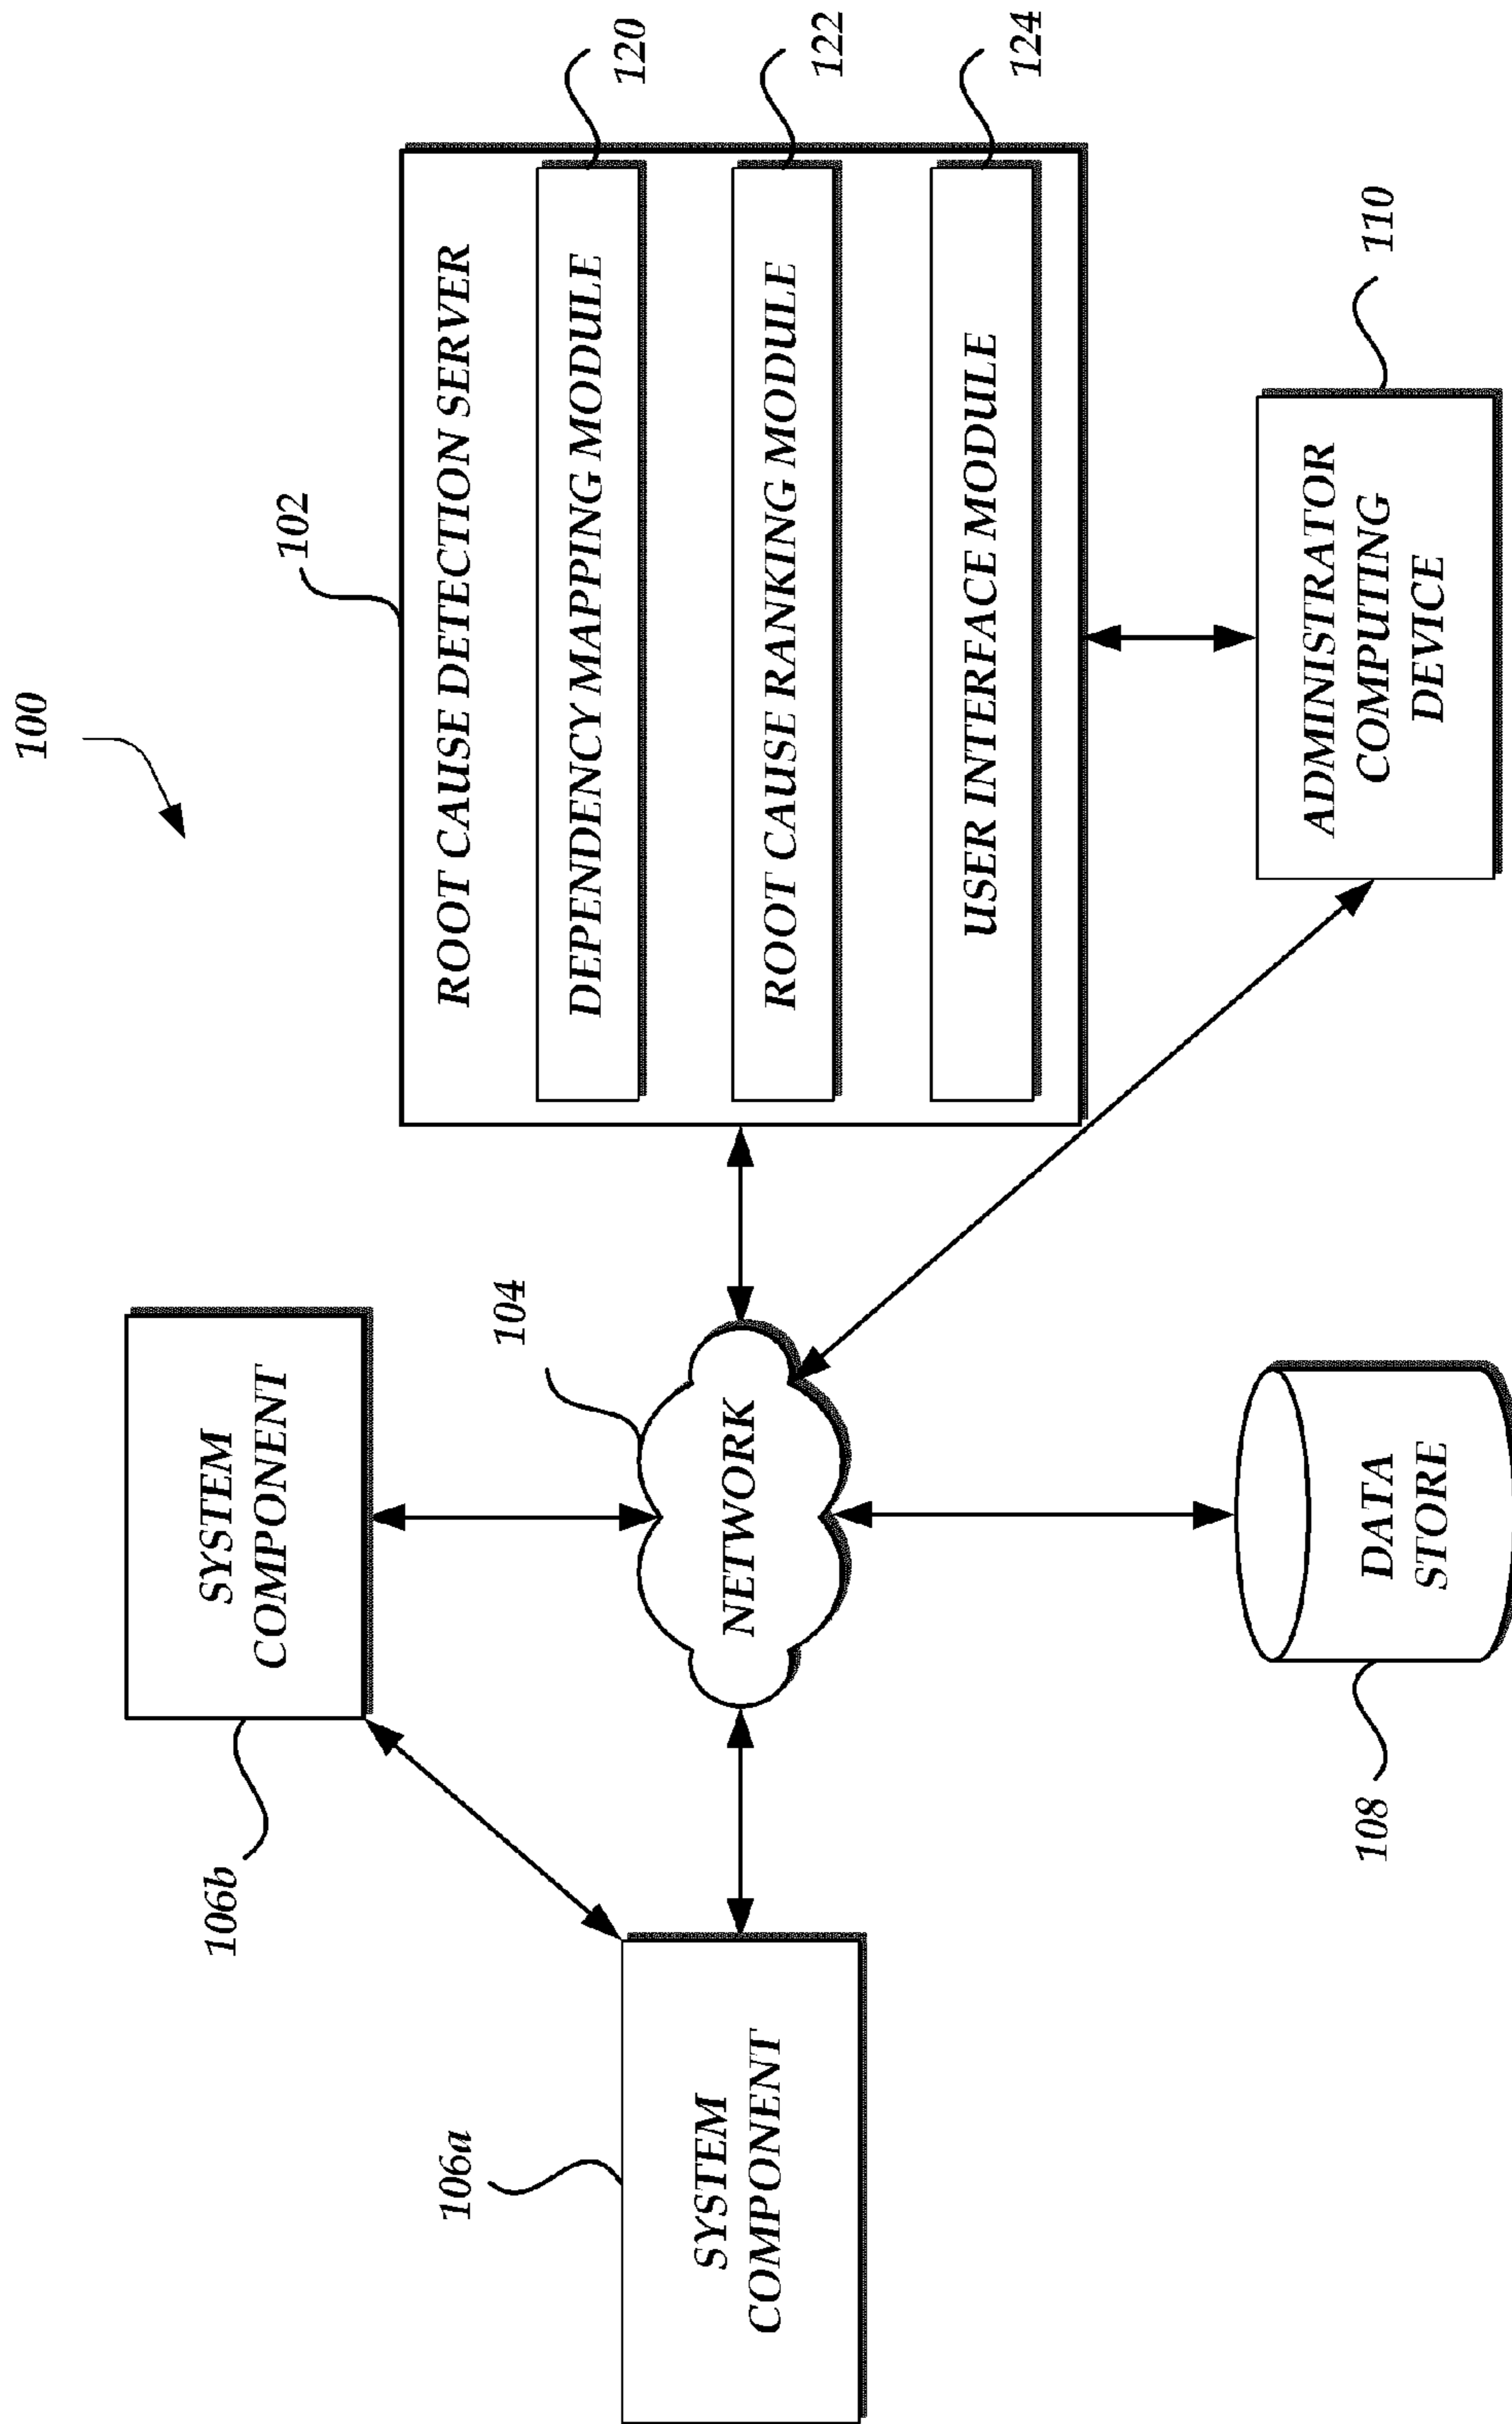 100
106b
SYSTEM
COMPONENT
102
ROOT CAUSE DETECTION SERVER
DEPENDENCY MAPPING MODULE
120
ROOT CAUSE RANKING MODULE
122
USER INTERFACE MODULE
124
106a
SYSTEM
COMPONENT
104
NETWORK
108
DATA
STORE
ADMINISTRATOR
COMPUTING
DEVICE
110